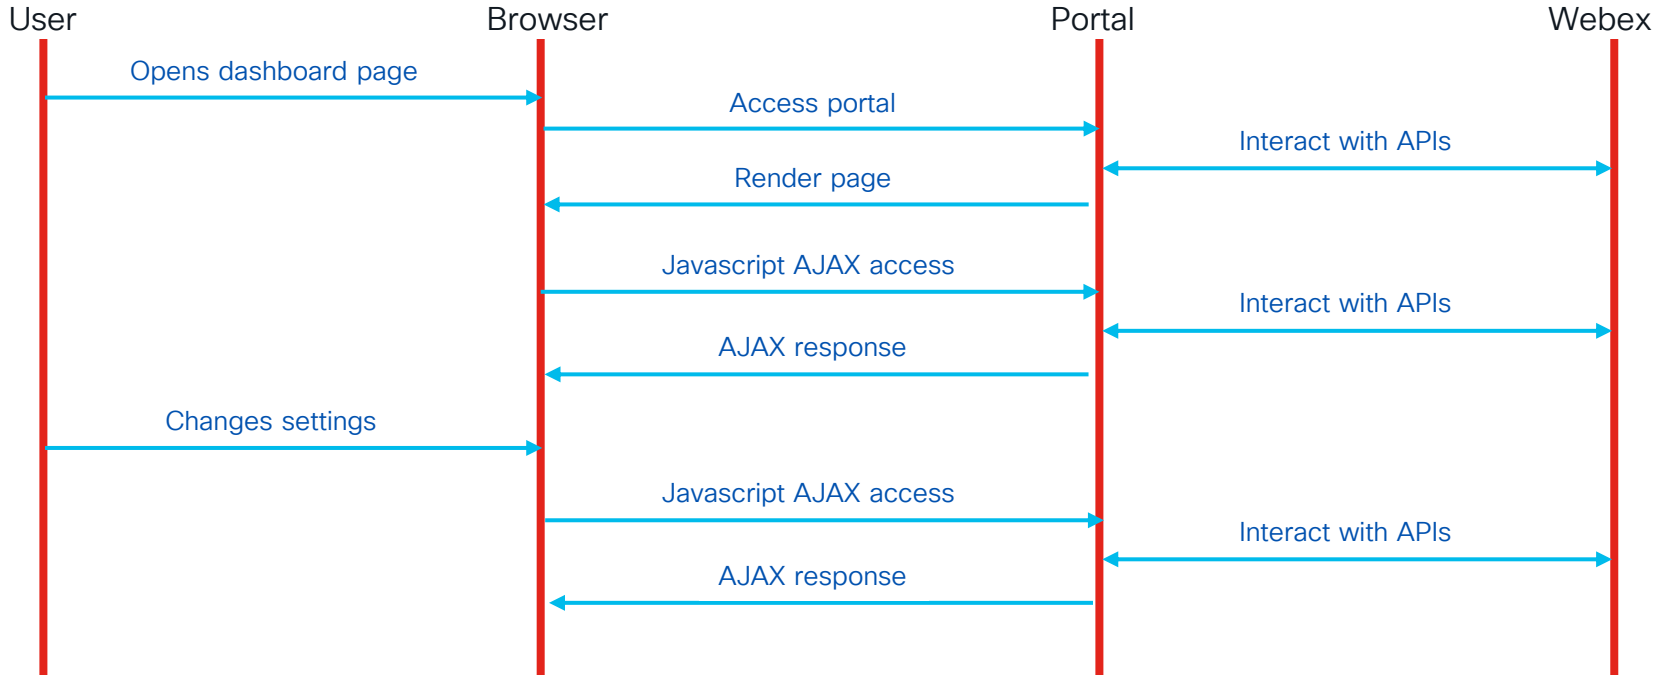 User
Browser
Portal
Webex
Opens dashboard page
Access portal
Interact with APIs
Render page
Javascript AJAX access
Interact with APIs
AJAX response
Changes settings
Javascript AJAX access
Interact with APIs
AJAX response